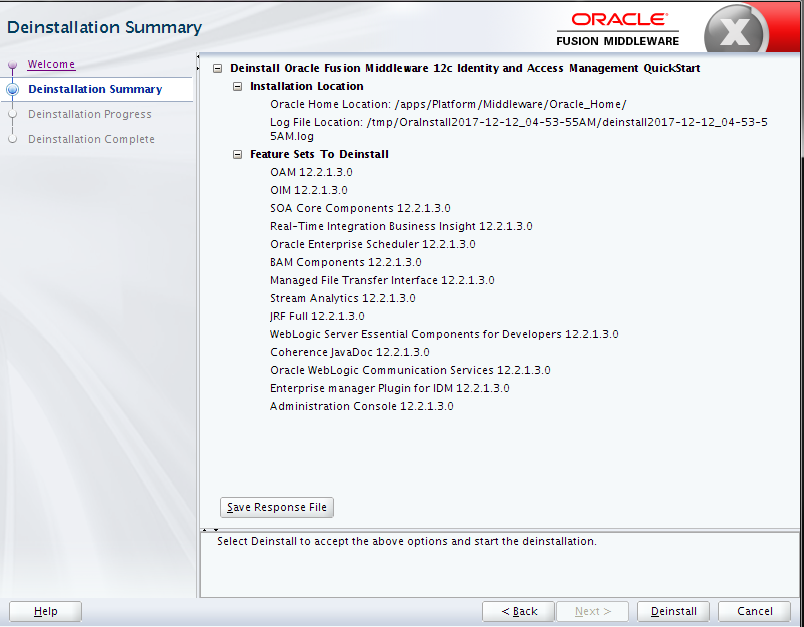 Deinstallation Summary
ORACLE®
FUSION MIDDLEWARE
Welcome
Deinstallation Summary
Deinstallation Progress
Deinstallation Complete
Deinstall Oracle Fusion Middleware 12c Identity and Access Management QuickStart
Installation Location
Oracle Home Location: /apps/Platform/Middleware/Oracle_Home/
Log File Location: /tmp/OraInstall2017-12-12_04-53-55AM/deinstall2017-12-12_04-53-5
5AM.log
Feature Sets To Deinstall
OAM 12.2.1.3.0
OIM 12.2.1.3.0
SOA Core Components 12.2.1.3.0
Real-Time Integration Business Insight 12.2.1.3.0
Oracle Enterprise Scheduler 12.2.1.3.0
BAM Components 12.2.1.3.0
Managed File Transfer Interface 12.2.1.3.0
Stream Analytics 12.2.1.3.0
JRF Full 12.2.1.3.0
WebLogic Server Essential Components for Developers 12.2.1.3.0
Coherence JavaDoc 12.2.1.3.0
Oracle WebLogic Communication Services 12.2.1.3.0
Enterprise manager Plugin for IDM 12.2.1.3.0
Administration Console 12.2.1.3.0
Save Response File
Select Deinstall to accept the above options and start the deinstallation.
Help
< Back
Next >
Deinstall
Cancel